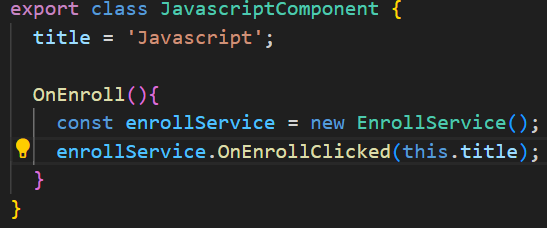 export class JavascriptComponent {
title = 'Javascript';
OnEnroll(){
const enrollService = new EnrollService();
enrollService.OnEnrollClicked(this.title);
}
}